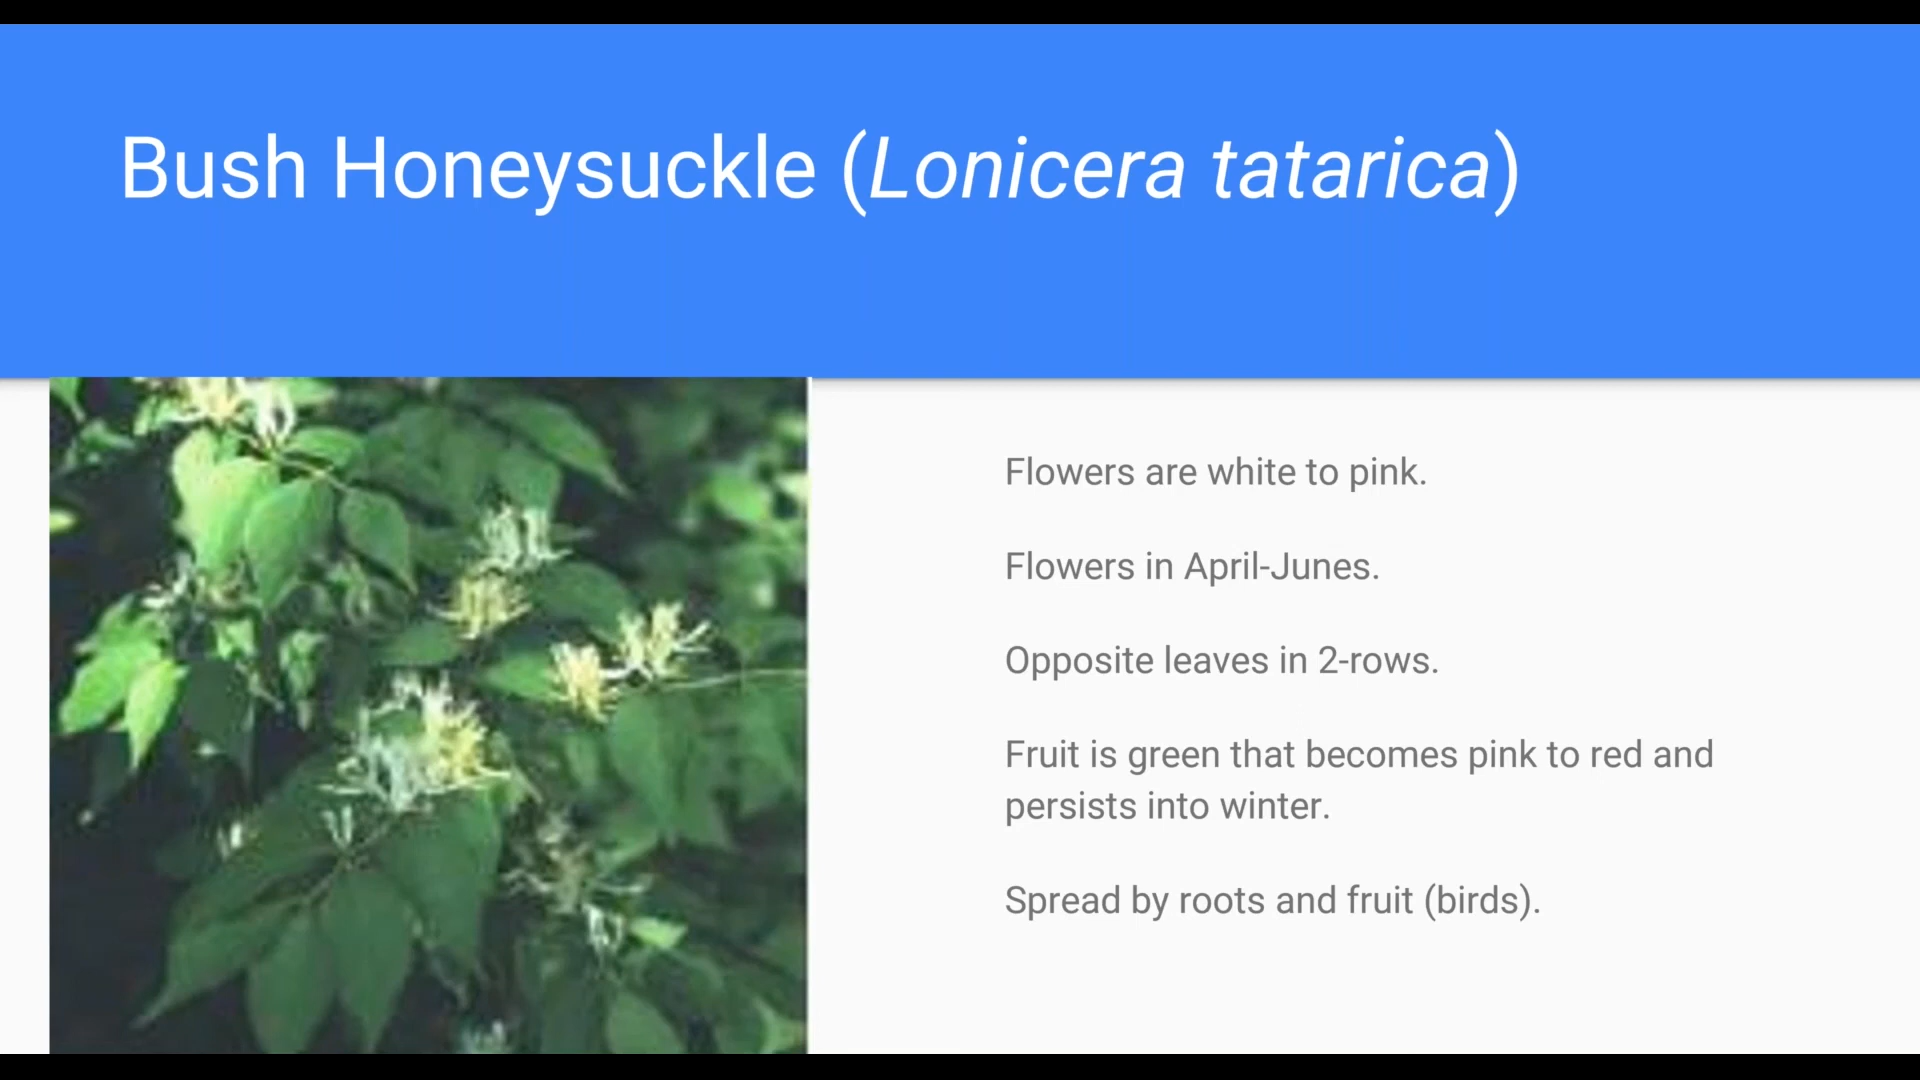 Bush Honeysuckle (Lonicera tatarica)
Flowers are white to pink.
Flowers in April-Junes.
Opposite leaves in 2-rows.
Fruit is green that becomes pink to red and
persists into winter.
Spread by roots and fruit (birds).